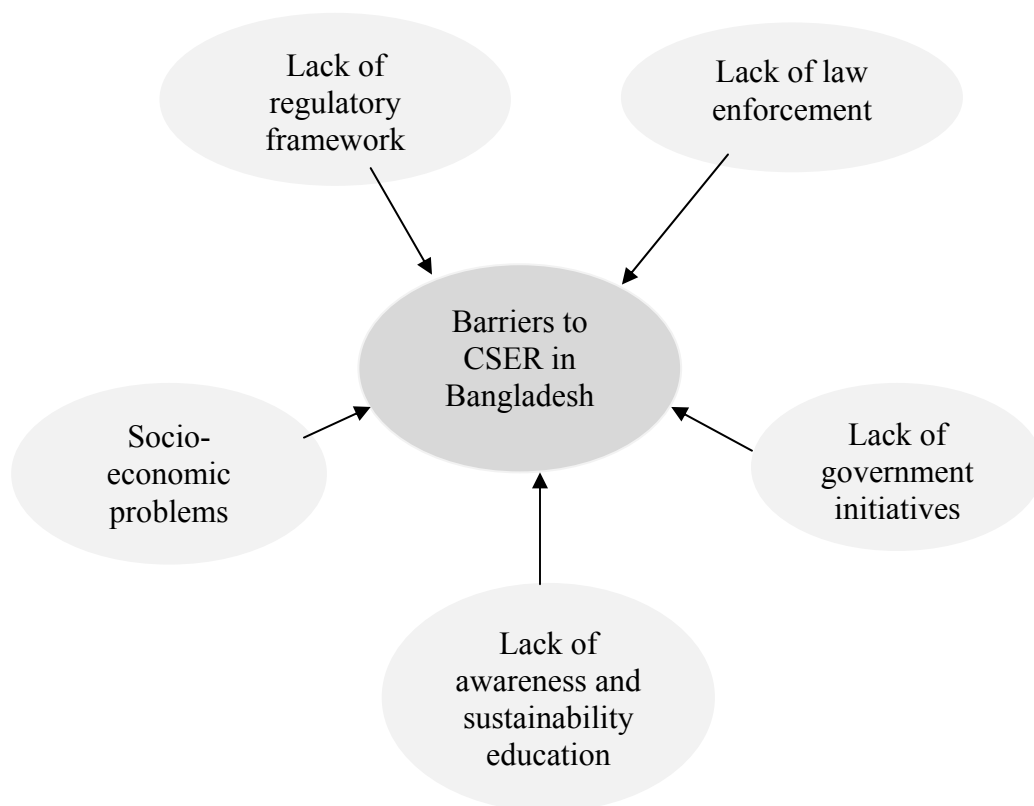 Lack of
regulatory
framework
Lack of law
enforcement
Barriers to
CSER in
Bangladesh
Socio-
economic
problems
Lack of
government
initiatives
Lack of
awareness and
sustainability
education